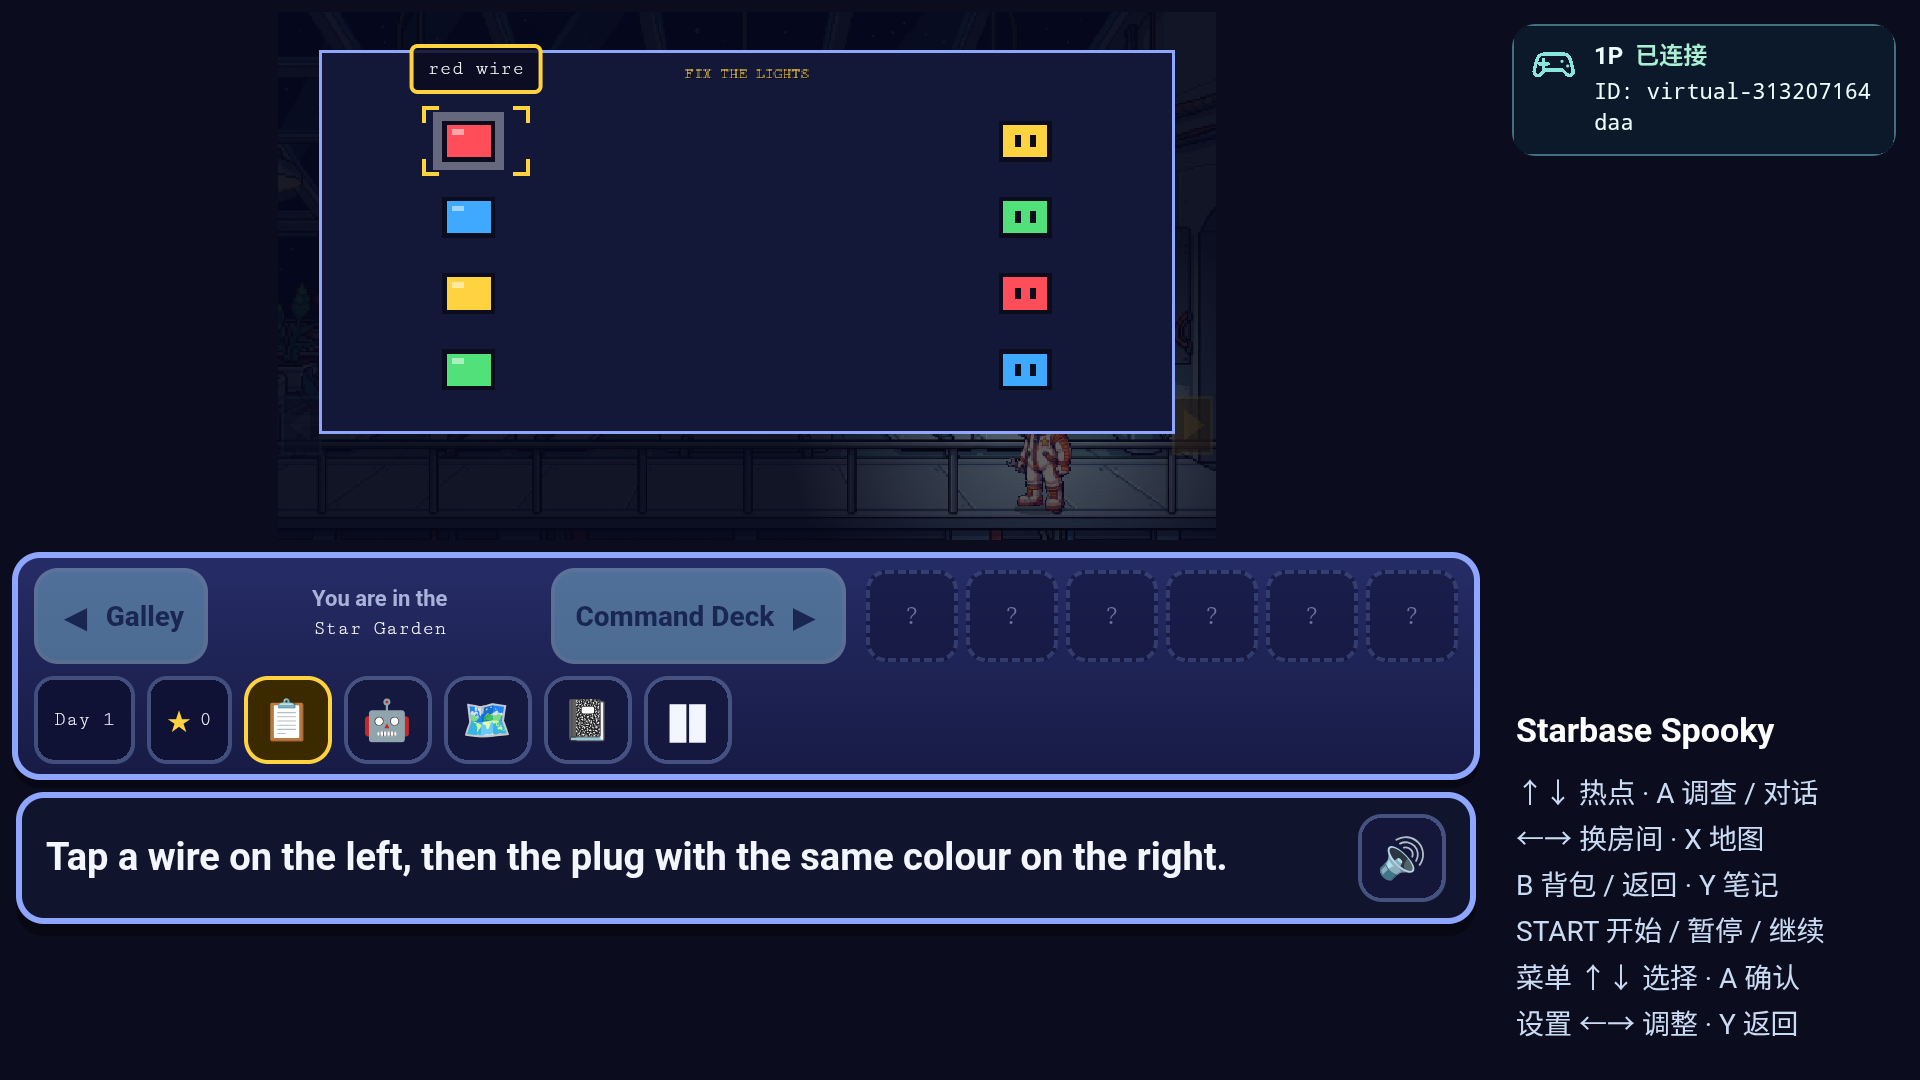 red wire
FIX THE LIGHTS
1P 已连接
ID: virtual-313207164
daa
◀ Galley
You are in the
Star Garden
Command Deck ▶
? ? ? ? ? ?
Day 1
★ 0
Tap a wire on the left, then the plug with the same colour on the right.
Starbase Spooky
↑↓ 热点 · A 调查 / 对话
←→ 换房间 · X 地图
B 背包 / 返回 · Y 笔记
START 开始 / 暂停 / 继续
菜单 ↑↓ 选择 · A 确认
设置 ←→ 调整 · Y 返回